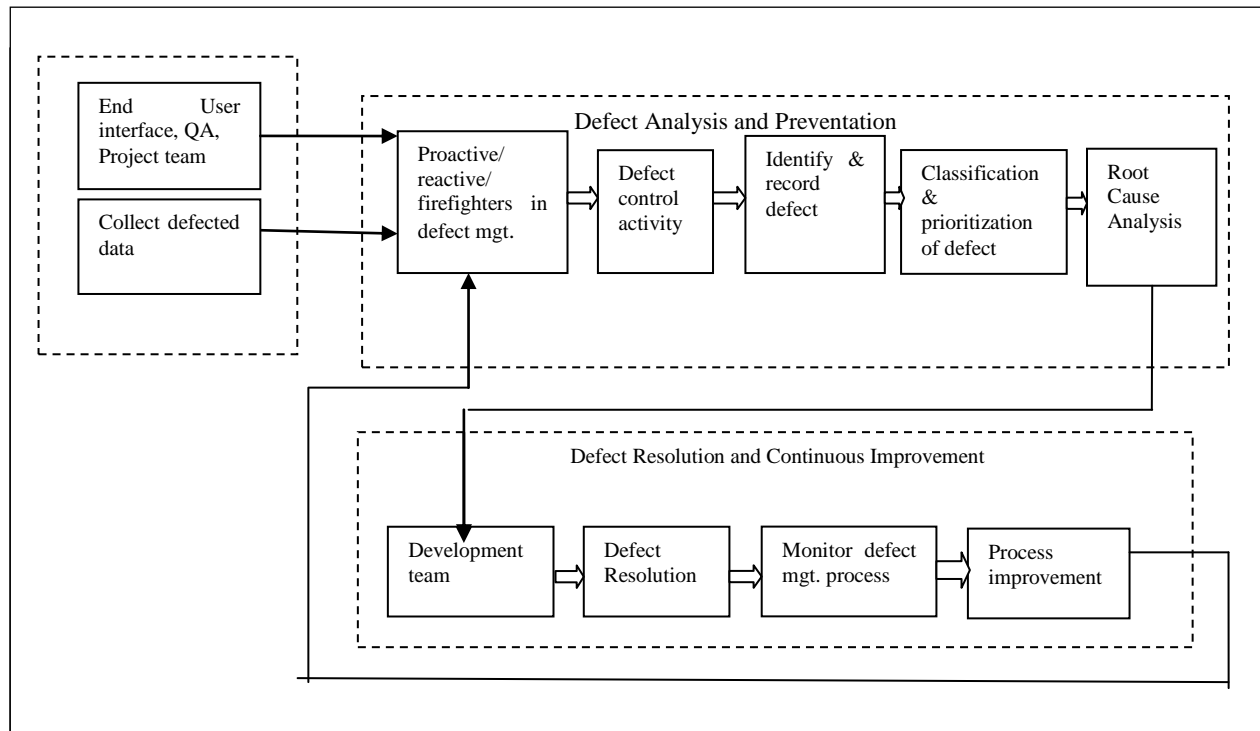 End User
interface, QA,
Project team
Collect defected
data
Defect Analysis and Preventation
Proactive/
reactive/
firefighters in
defect mgt.
Defect
control
activity
Identify &
record
defect
Classification
&
prioritization
of defect
Root
Cause
Analysis
Defect Resolution and Continuous Improvement
Development
team
Defect
Resolution
Monitor defect
mgt. process
Process
improvement